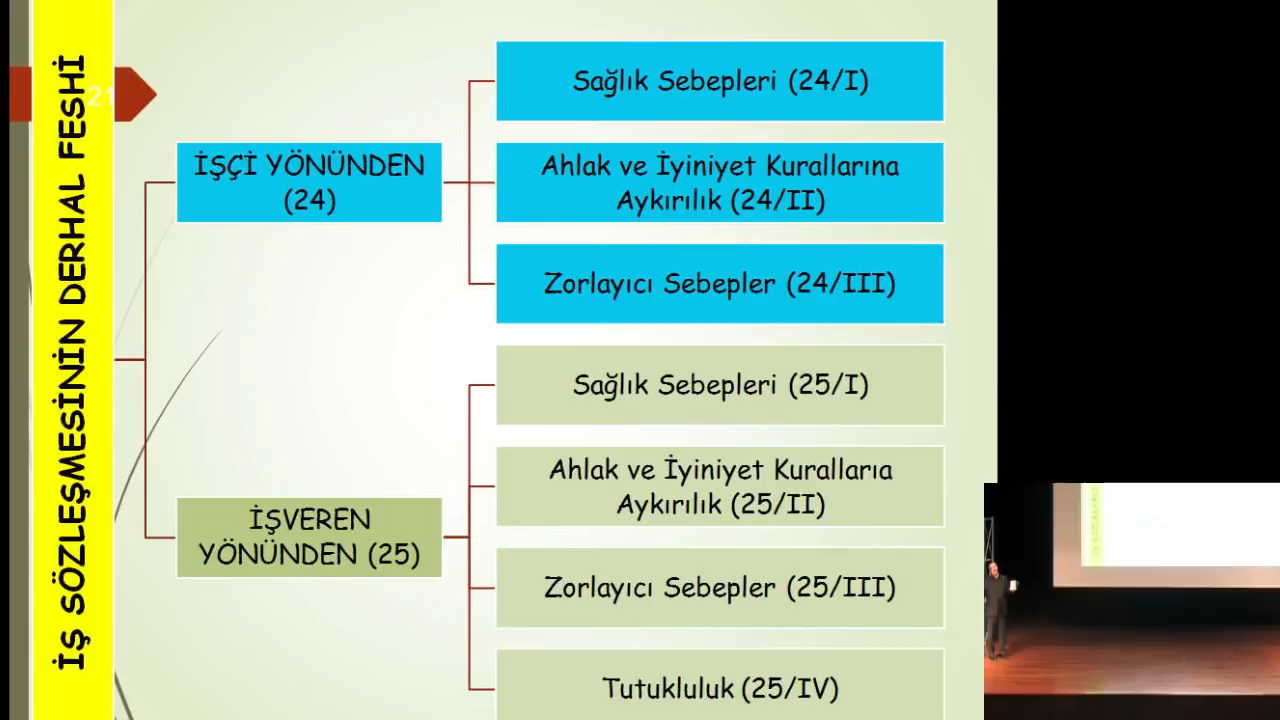 İŞ SÖZLEŞMESİNİN DERHAL FESHİ
21
İŞÇİ YÖNÜNDEN
(24)
Sağlık Sebepleri (24/I)
Ahlak ve İyiniyet Kurallarına
Aykırılık (24/II)
Zorlayıcı Sebepler (24/III)
İŞVEREN
YÖNÜNDEN (25)
Sağlık Sebepleri (25/I)
Ahlak ve İyiniyet Kurallarıa
Aykırılık (25/II)
Zorlayıcı Sebepler (25/III)
Tutukluluk (25/IV)